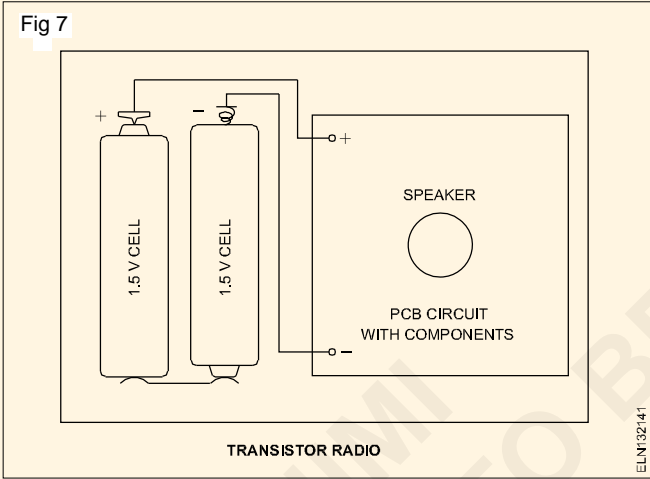 Fig 7
+
–
1.5 V CELL
1.5 V CELL
+
SPEAKER
PCB CIRCUIT
WITH COMPONENTS
–
TRANSISTOR RADIO
ELN132141